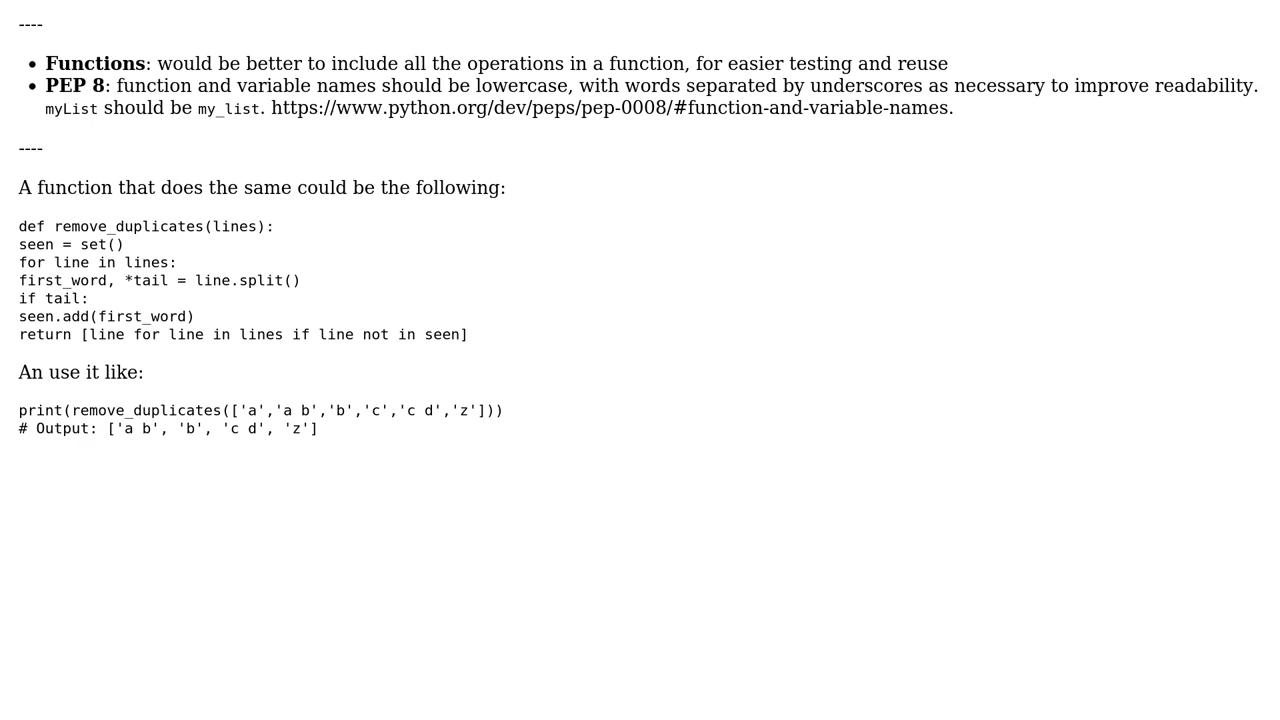 ----
• Functions: would be better to include all the operations in a function, for easier testing and reuse
• PEP 8: function and variable names should be lowercase, with words separated by underscores as necessary to improve readability.
myList should be my_list. https://www.python.org/dev/peps/pep-0008/#function-and-variable-names.
----
A function that does the same could be the following:
def remove_duplicates(lines):
seen = set()
for line in lines:
first_word, *tail = line.split()
if tail:
seen.add(first_word)
return [line for line in lines if line not in seen]
An use it like:
print(remove_duplicates(['a','a b','b','c','c d','z']))
# Output: ['a b', 'b', 'c d', 'z']